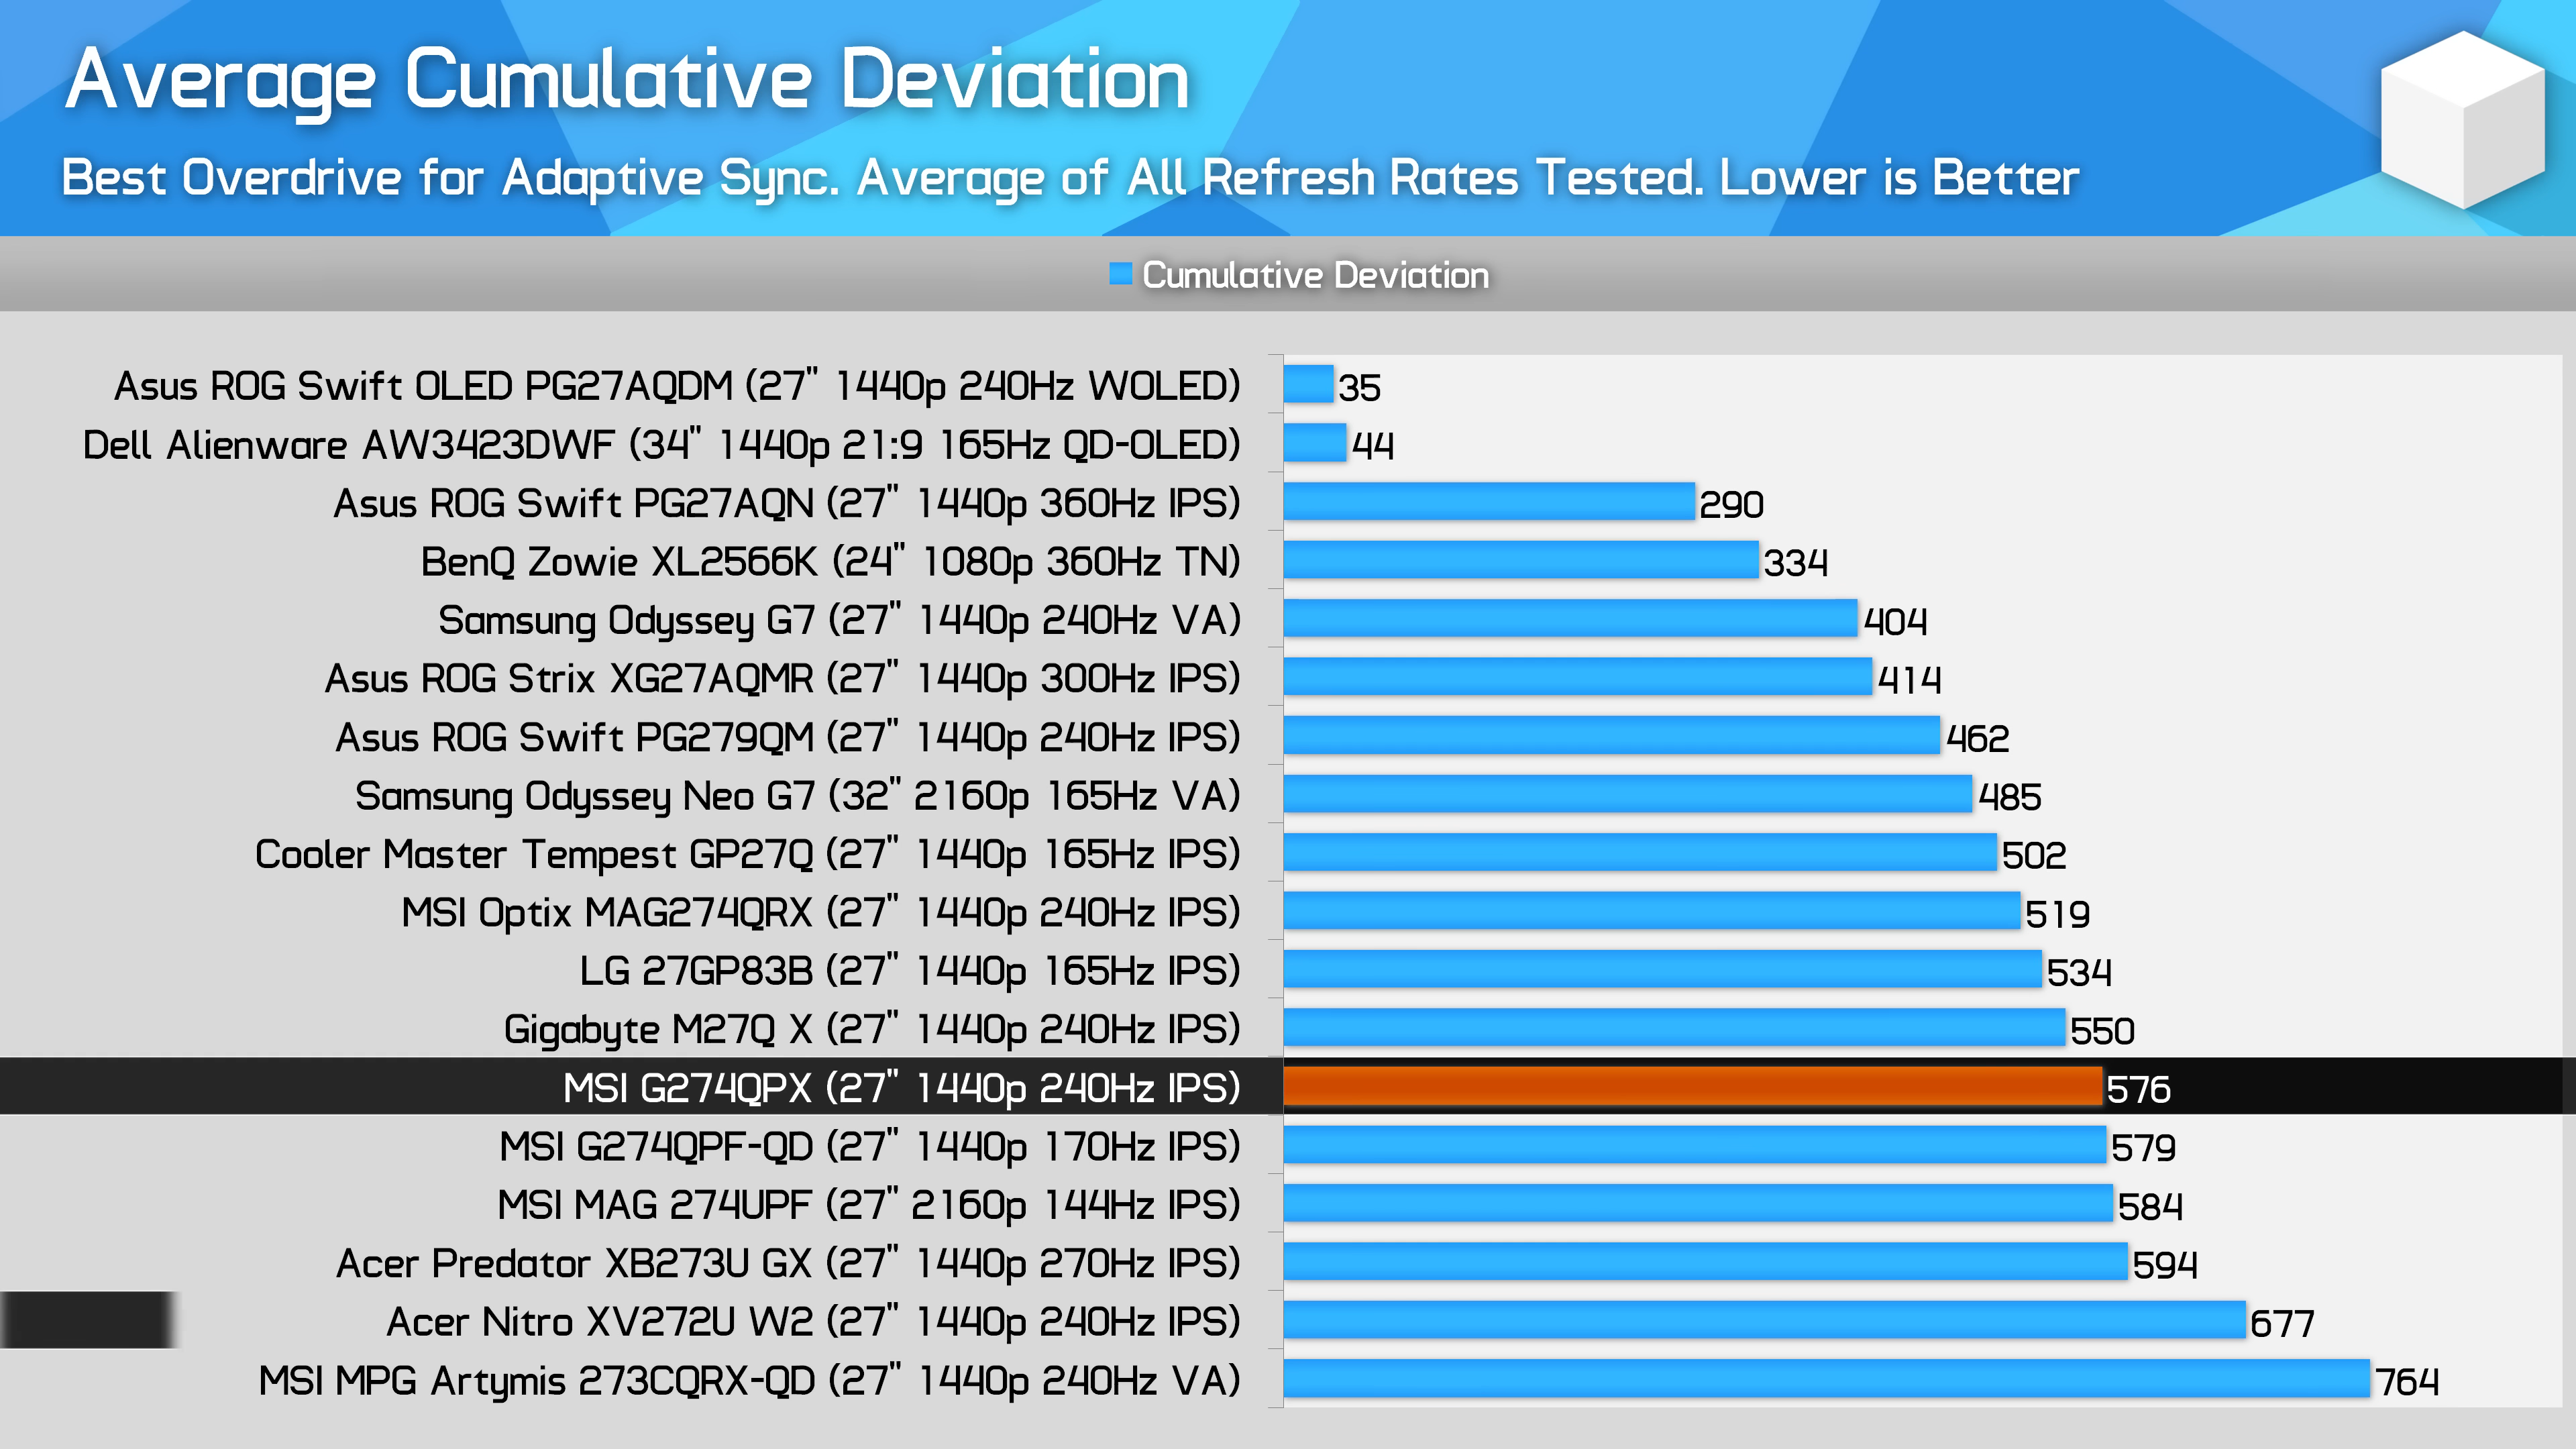 Average Cumulative Deviation
Best Overdrive for Adaptive Sync. Average of All Refresh Rates Tested. Lower is Better
Cumulative Deviation
Asus ROG Swift OLED PG27AQDM (27" 1440p 240Hz WOLED) 35
Dell Alienware AW3423DWF (34" 1440p 21:9 165Hz QD-OLED) 44
Asus ROG Swift PG27AQN (27" 1440p 360Hz IPS) 290
BenQ Zowie XL2566K (24" 1080p 360Hz TN) 334
Samsung Odyssey G7 (27" 1440p 240Hz VA) 404
Asus ROG Strix XG27AQMR (27" 1440p 300Hz IPS) 414
Asus ROG Swift PG279QM (27" 1440p 240Hz IPS) 462
Samsung Odyssey Neo G7 (32" 2160p 165Hz VA) 485
Cooler Master Tempest GP27Q (27" 1440p 165Hz IPS) 502
MSI Optix MAG274QRX (27" 1440p 240Hz IPS) 519
LG 27GP83B (27" 1440p 165Hz IPS) 534
Gigabyte M27Q X (27" 1440p 240Hz IPS) 550
MSI G274QPX (27" 1440p 240Hz IPS) 576
MSI G274QPF-QD (27" 1440p 170Hz IPS) 579
MSI MAG 274UPF (27" 2160p 144Hz IPS) 584
Acer Predator XB273U GX (27" 1440p 270Hz IPS) 594
Acer Nitro XV272U W2 (27" 1440p 240Hz IPS) 677
MSI MPG Artymis 273CQRX-QD (27" 1440p 240Hz VA) 764